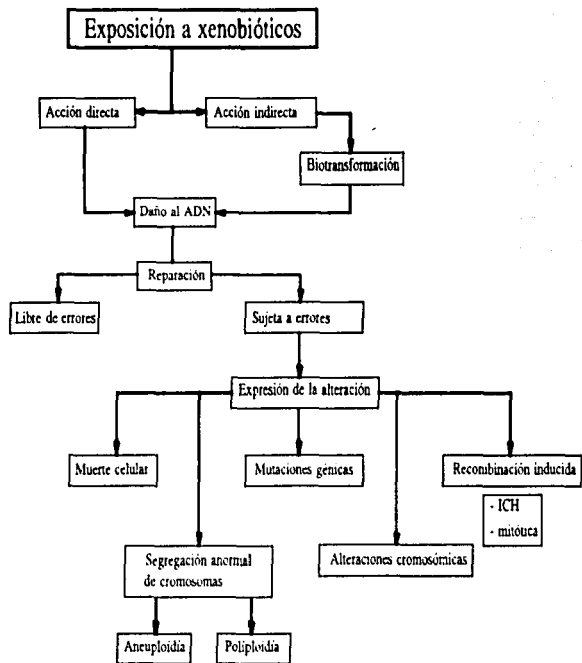 Exposición a xenobióticos
Acción directa
Acción indirecta
Biotransformación
Daño al ADN
Reparación
Libre de errores
Sujeta a errores
Expresión de la alteración
Muerte celular
Mutaciones génicas
Recombinación inducida
- ICH
- mitótica
Segregación anormal
de cromosomas
Alteraciones cromosómicas
Aneuploidía
Poliploidía